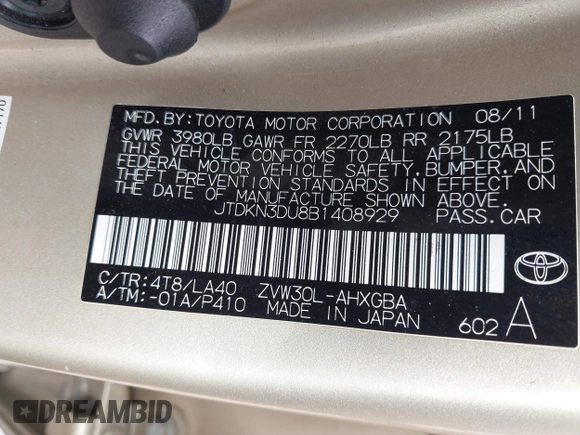 MFD.BY:TOYOTA MOTOR CORPORATION 08/11
GVWR 3980LB GAWR FR 2270LB RR 2175LB
THIS VEHICLE CONFORMS TO ALL APPLICABLE
FEDERAL MOTOR VEHICLE SAFETY,BUMPER,AND
THEFT PREVENTION STANDARDS IN EFFECT ON
THE DATE OF MANUFACTURE SHOWN ABOVE.
JTDKN3DU8B1408929 PASS.CAR
C/TR:4T8/LA40 ZVW30L-AHXGBA
A/TM:-01A/P410 MADE IN JAPAN
602 A
TOYOTA
DREAMBID